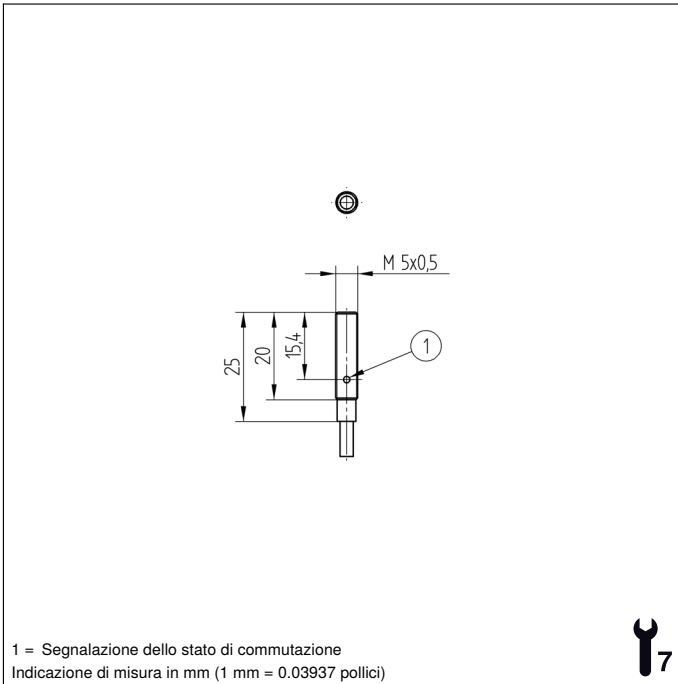 M 5x0,5
25
20
15,4
1
1 = Segnalazione dello stato di commutazione
Indicazione di misura in mm (1 mm = 0.03937 pollici)
7